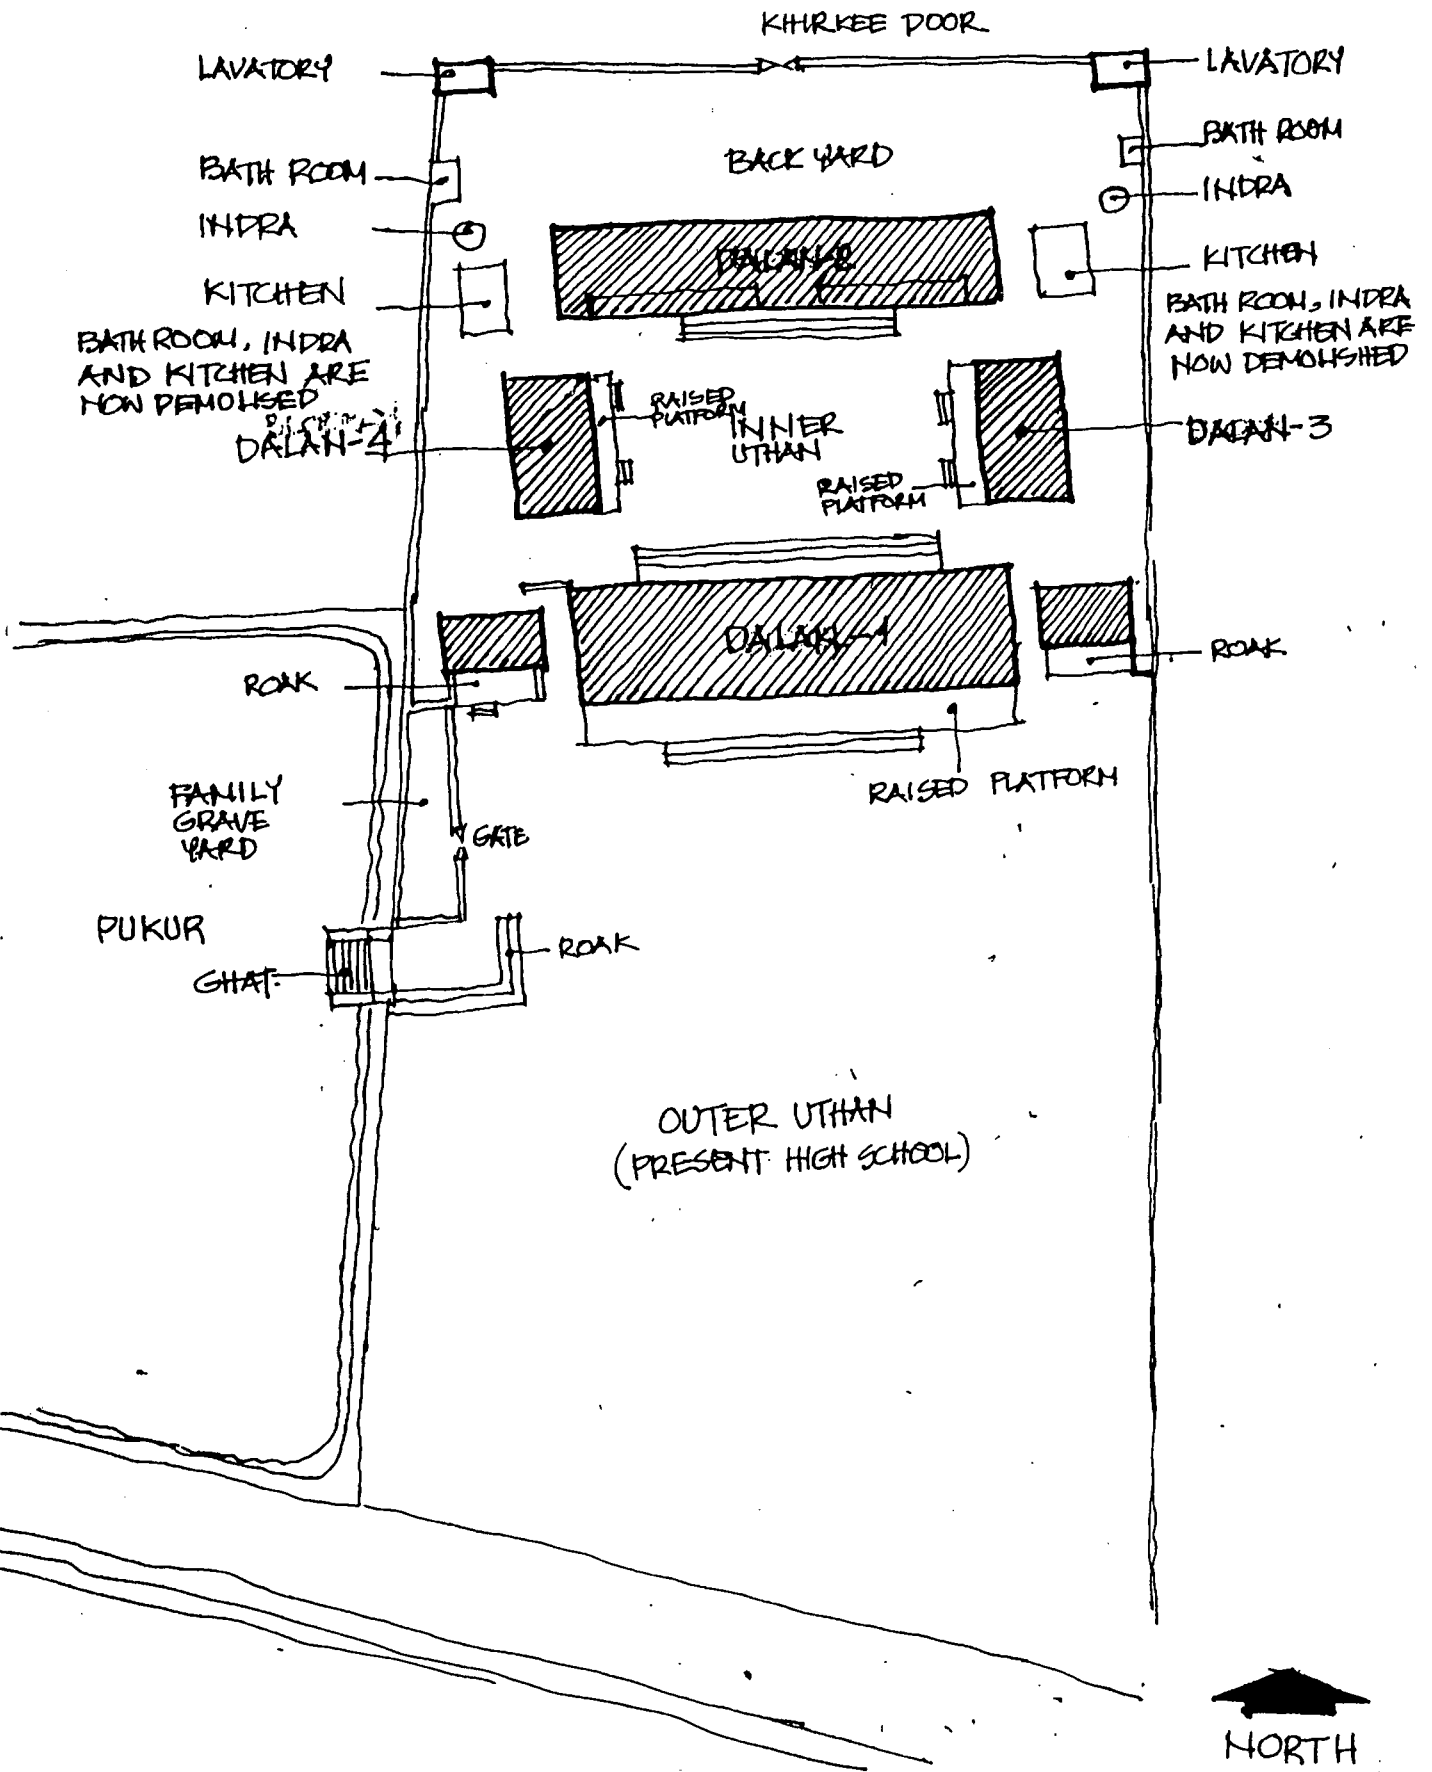 KHIRKEE DOOR
LAVATORY
LAVATORY
BATH ROOM
BATH ROOM
BACK YARD
INDRA
INDRA
KITCHEN
KITCHEN
DALAN-2
BATH ROOM, INDRA
AND KITCHEN ARE
NOW DEMOLISED
BATH ROOM, INDRA
AND KITCHEN ARE
NOW DEMOLISHED
DALAN-4
RAISED
PLATFORM
INNER
UTHAN
DALAN-3
RAISED
PLATFORM
DALAN-1
ROAK
ROAK
RAISED PLATFORM
FAMILY
GRAVE
YARD
GATE
PUKUR
GHAT
ROAK
OUTER UTHAN
(PRESENT HIGH SCHOOL)
NORTH